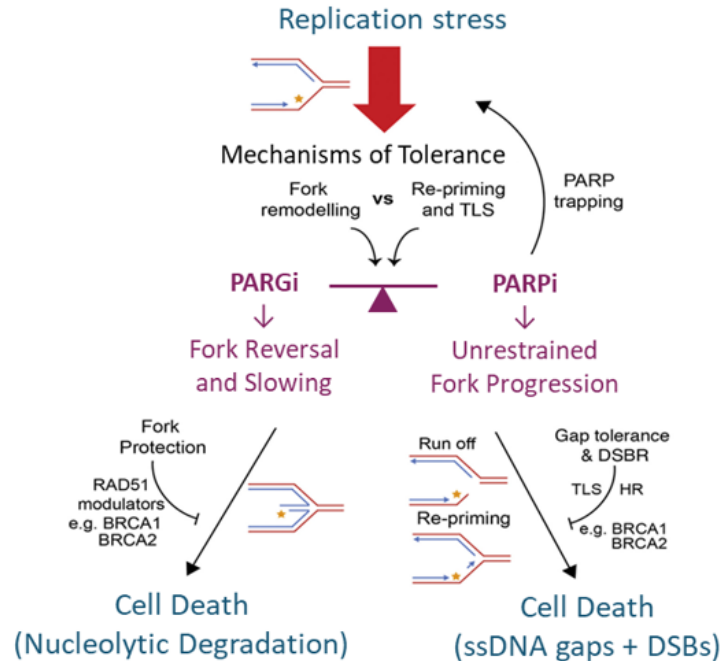 Replication stress
Mechanisms of Tolerance
Fork
remodelling
vs
Re-priming
and TLS
PARP
trapping
PARGi
PARPi
Fork Reversal
and Slowing
Unrestrained
Fork Progression
Fork
Protection
RAD51
modulators
e.g. BRCA1
BRCA2
Run off
Re-priming
Gap tolerance
& DSBR
TLS HR
e.g. BRCA1
BRCA2
Cell Death
(Nucleolytic Degradation)
Cell Death
(ssDNA gaps + DSBs)